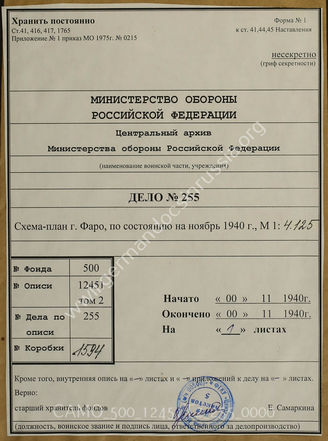 Хранить постоянно
Форма № 1
Ст.41, 416, 417, 1765
к ст. 41,44,45 Наставления
Приложение № 1 приказ МО 1975г. № 0215
несекретно
(гриф секретности)
МИНИСТЕРСТВО ОБОРОНЫ
РОССИЙСКОЙ ФЕДЕРАЦИИ
Центральный архив
Министерства обороны Российской Федерации
(наименование воинской части, учреждения)
ДЕЛО № 255
Схема-план г. Фаро, по состоянию на ноябрь 1940 г., М 1: 4.125
№ Фонда 500
№ Описи 12451 том 2
№ Дела по описи 255
№ Коробки 1594
Начато « 00 » 11 1940г.
Окончено « 00 » 11 1940г.
На « 1 » листах
Кроме того, внутренняя опись на «–» листах и приложений к делу на «–» листах.
Верно:
старший хранитель фондов Е. Самаркина
(должность, воинское звание и подпись лица, ответственного за делопроизводство)
www.germandocsinrussia.org